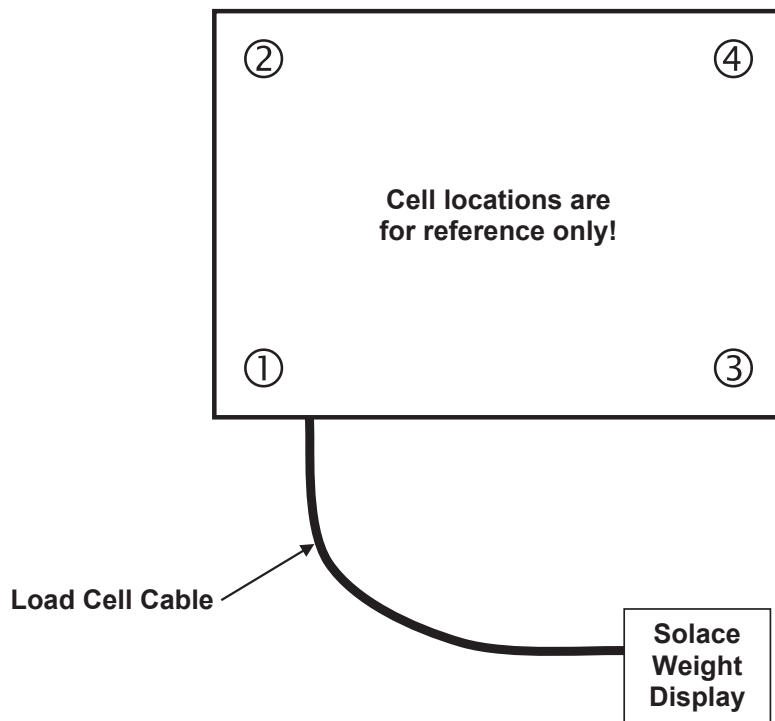 ② ④
Cell locations are
for reference only!
① ③
Load Cell Cable
Solace
Weight
Display